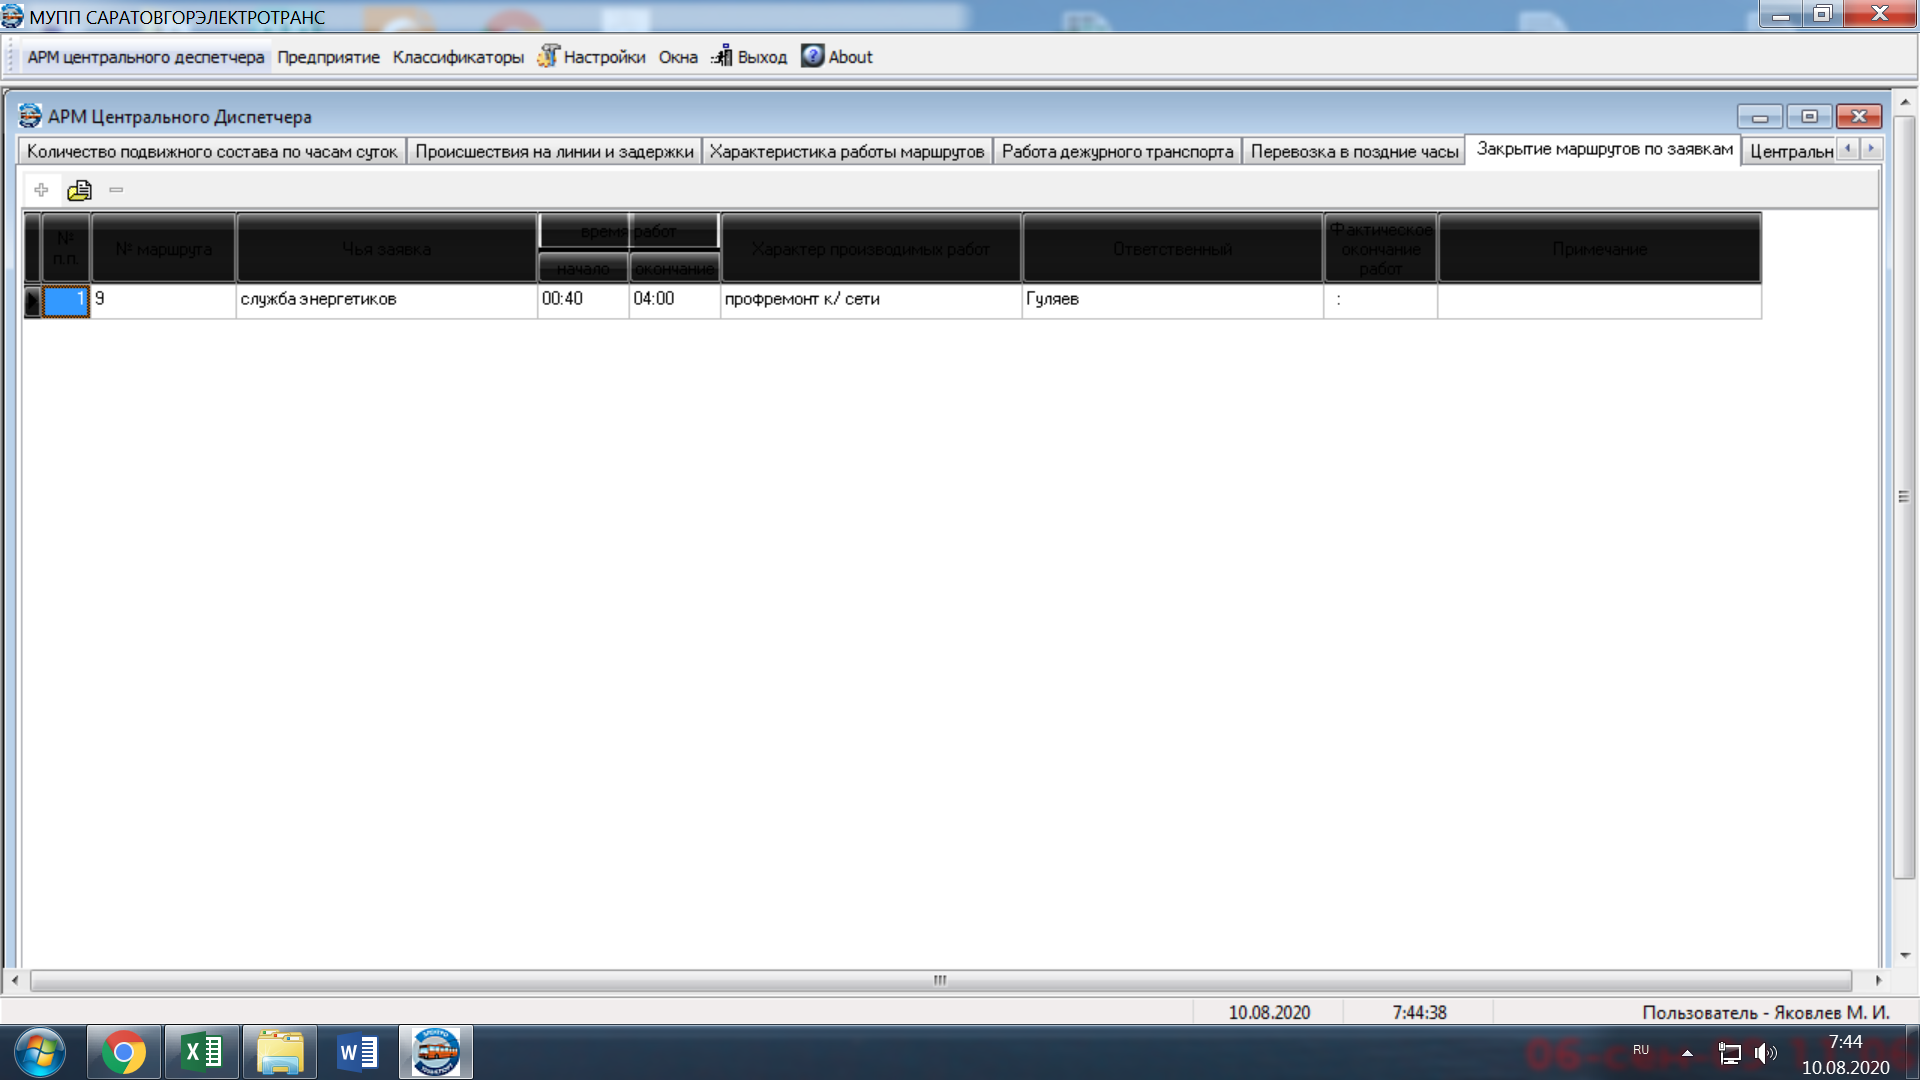 МУПП САРАТОВГОРЭЛЕКТРОТРАНС
АРМ центрального деспетчера Предприятие Классификаторы Настройки Окна Выход About
АРМ Центрального Диспетчера
Количество подвижного состава по часам суток Происшествия на линии и задержки Характеристика работы маршрутов Работа дежурного транспорта Перевозка в поздние часы Закрытие маршрутов по заявкам Центральн
№ п.п. № маршрута Чья заявка время работ начало окончание Характер производимых работ Ответственный Фактическое окончание работ Примечание
1 9 служба энергетиков 00:40 04:00 профремонт к/ сети Гуляев :
10.08.2020 7:44:38 Пользователь - Яковлев М. И.
RU 7:44
10.08.2020